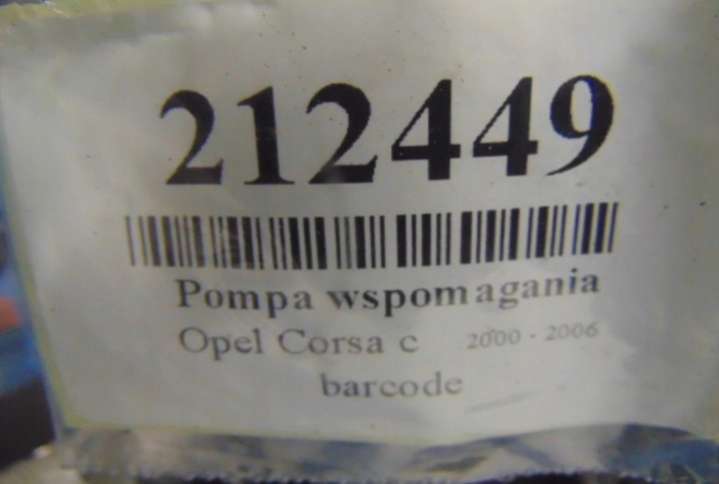 212449
Pompa wspomagania
Opel Corsa c 2000 - 2006
barcode